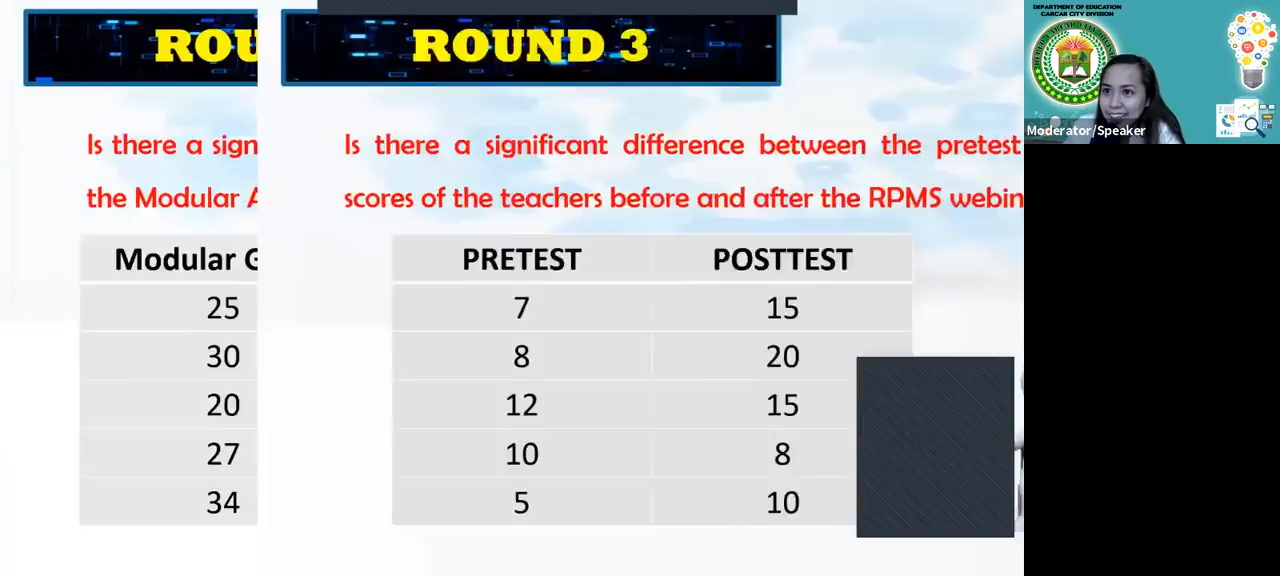 ROU
Is there a sign
the Modular A
Modular G
25
30
20
27
34
ROUND 3
Is there a significant difference between the pretest
scores of the teachers before and after the RPMS webin
PRETEST POSTTEST
7 15
8 20
12 15
10 8
5 10
DEPARTMENT OF EDUCATION
CARCAR CITY DIVISION
Moderator/Speaker